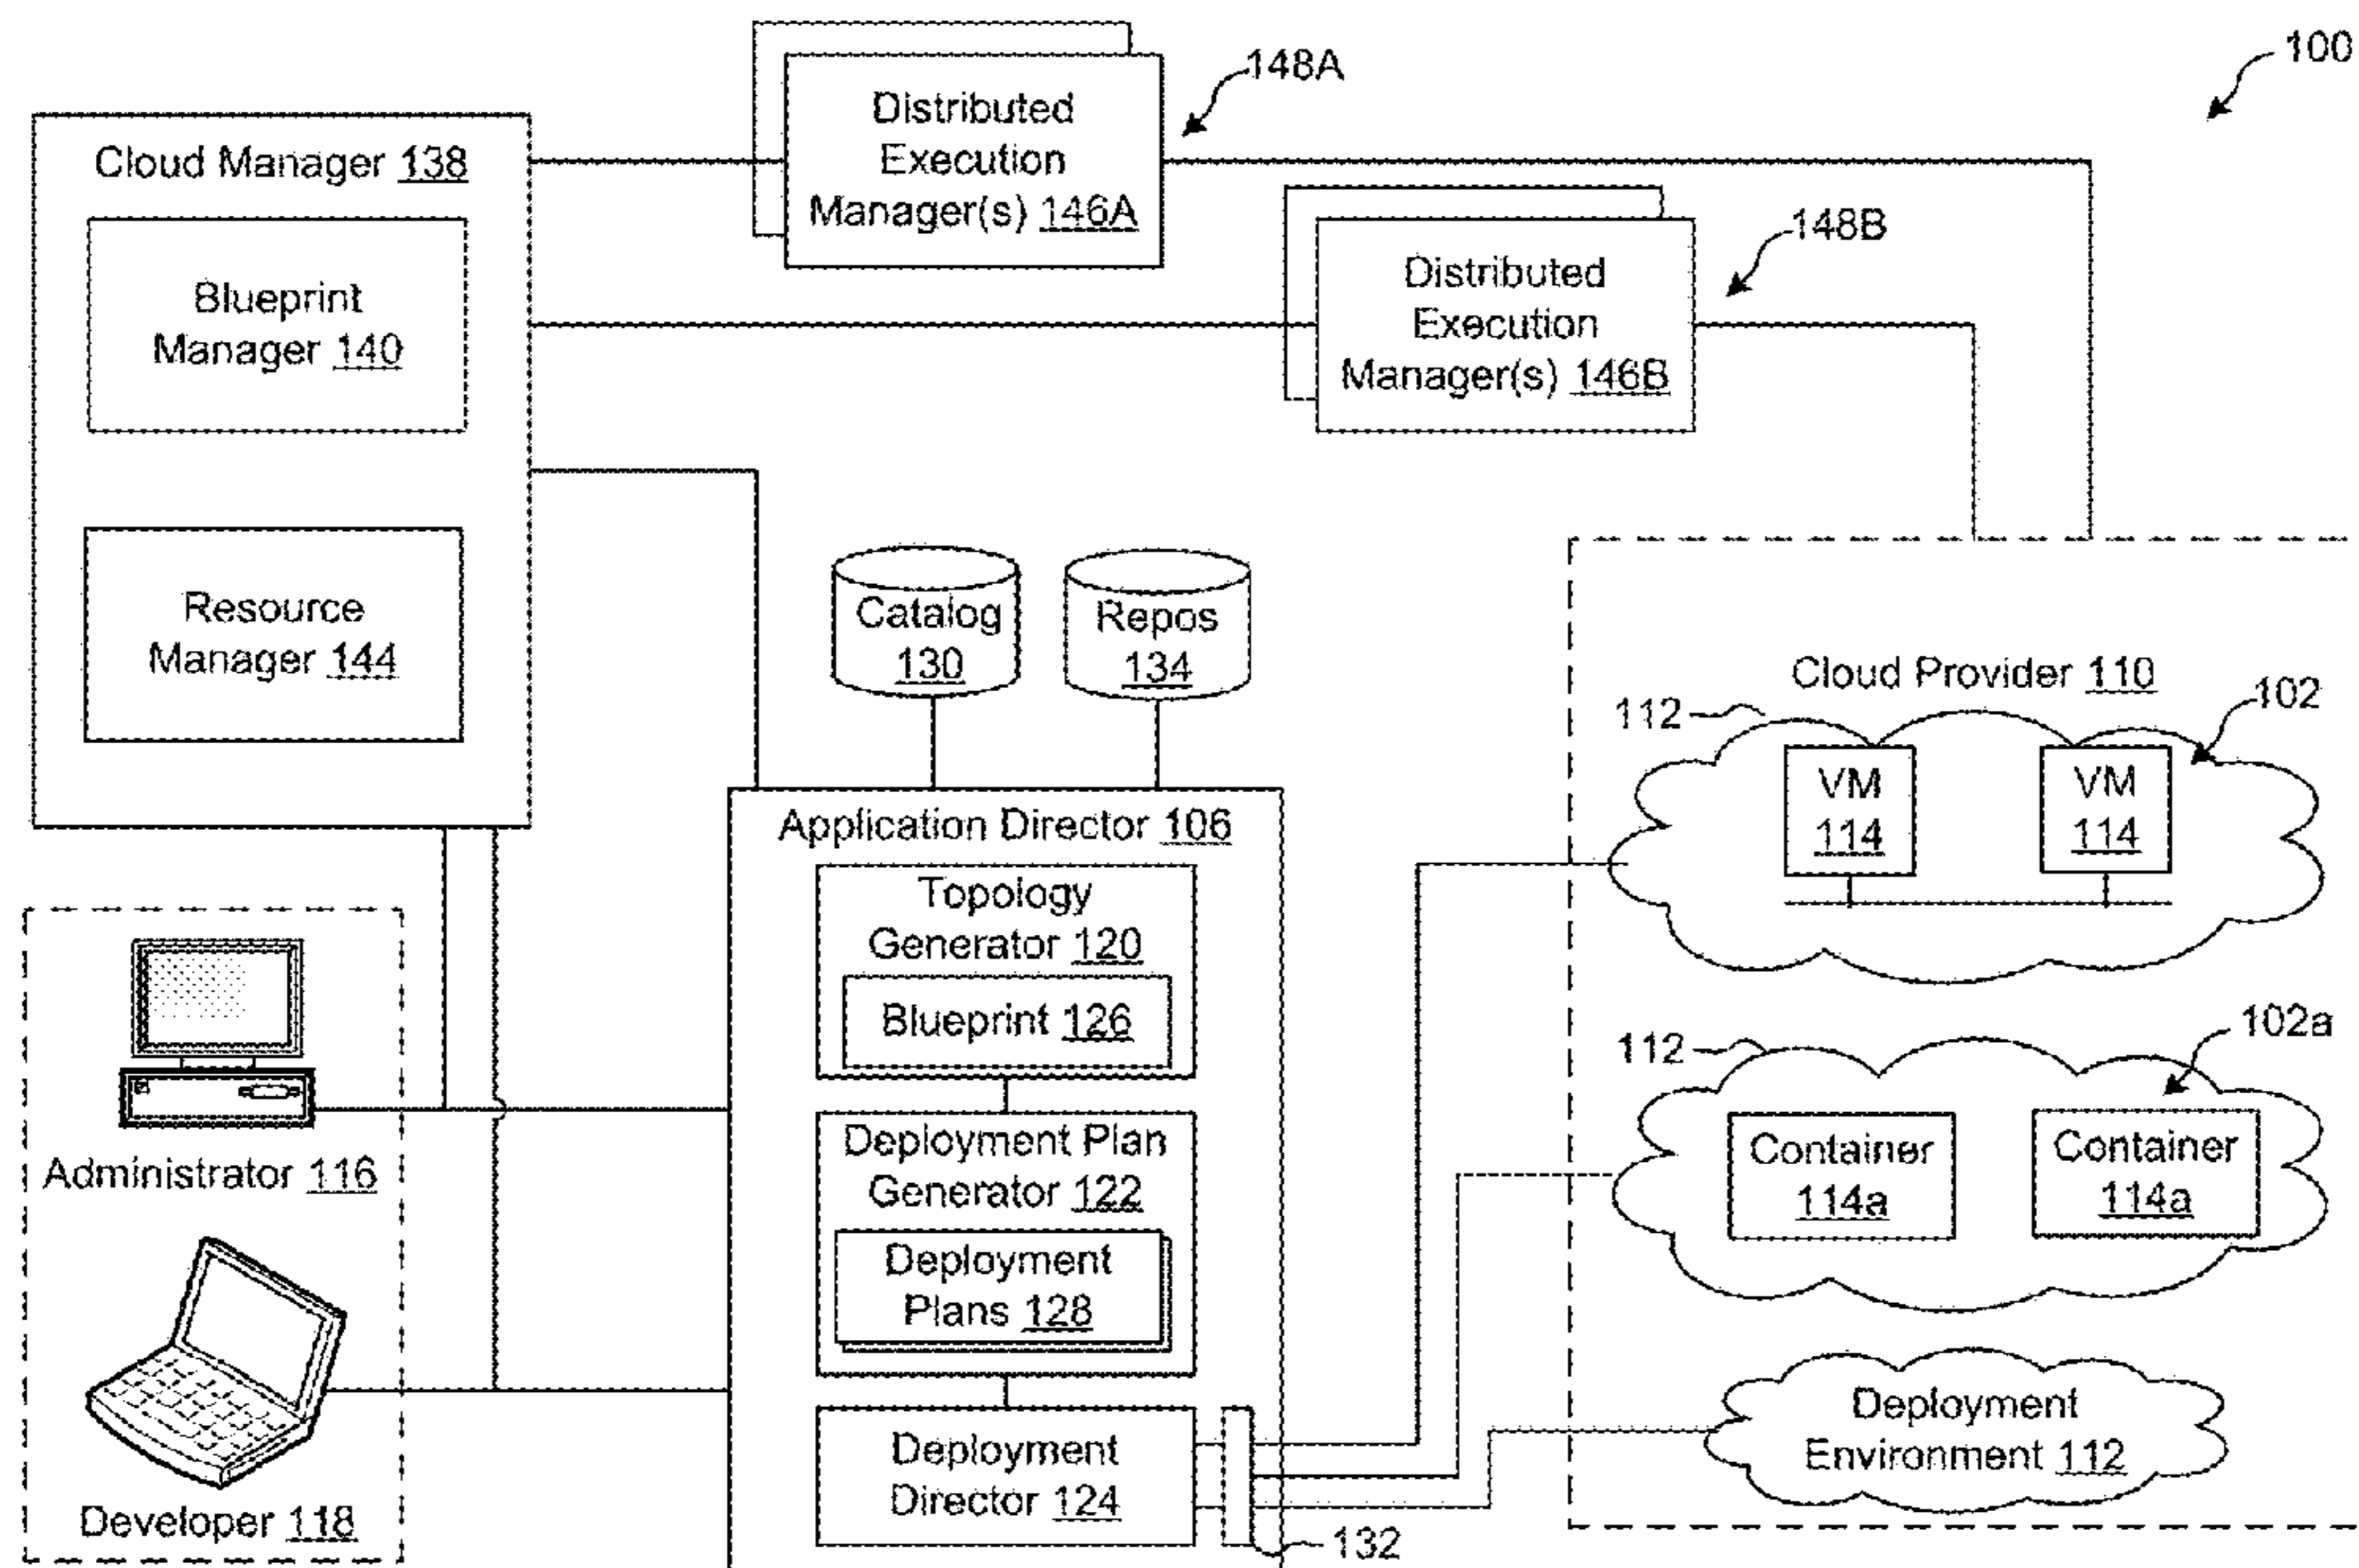 100
148A
Distributed
Execution
Manager(s) 146A
Cloud Manager 138
148B
Distributed
Execution
Manager(s) 146B
Blueprint
Manager 140
Resource
Manager 144
Catalog
130
Repos
134
Cloud Provider 110
112
102
VM
114
VM
114
Application Director 106
Topology
Generator 120
Blueprint 126
112
102a
Container
114a
Container
114a
Deployment Plan
Generator 122
Deployment
Plans 128
Administrator 116
Deployment
Environment 112
Deployment
Director 124
132
Developer 118